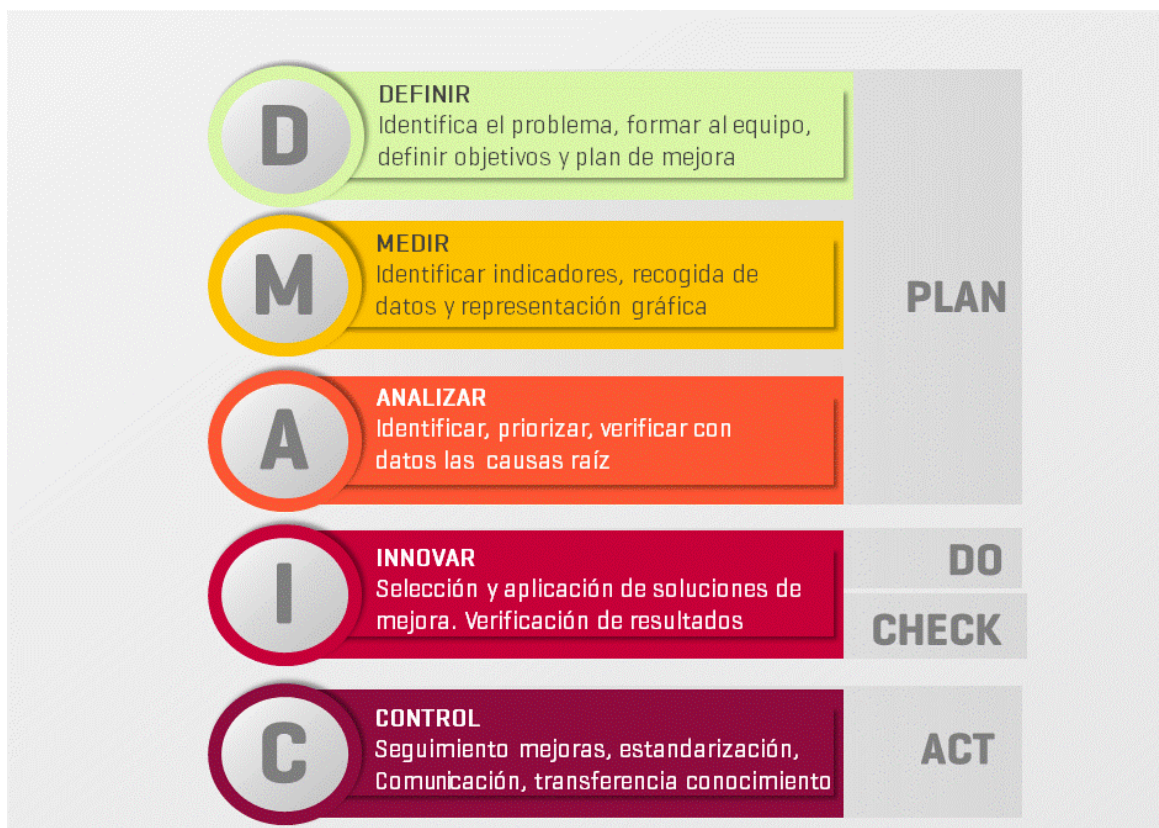 D
DEFINIR
Identifica el problema, formar al equipo,
definir objetivos y plan de mejora
M
MEDIR
Identificar indicadores, recogida de
datos y representación gráfica
PLAN
A
ANALIZAR
Identificar, priorizar, verificar con
datos las causas raíz
I
INNOVAR
Selección y aplicación de soluciones de
mejora. Verificación de resultados
DO
CHECK
C
CONTROL
Seguimiento mejoras, estandarización,
Comunicación, transferencia conocimiento
ACT